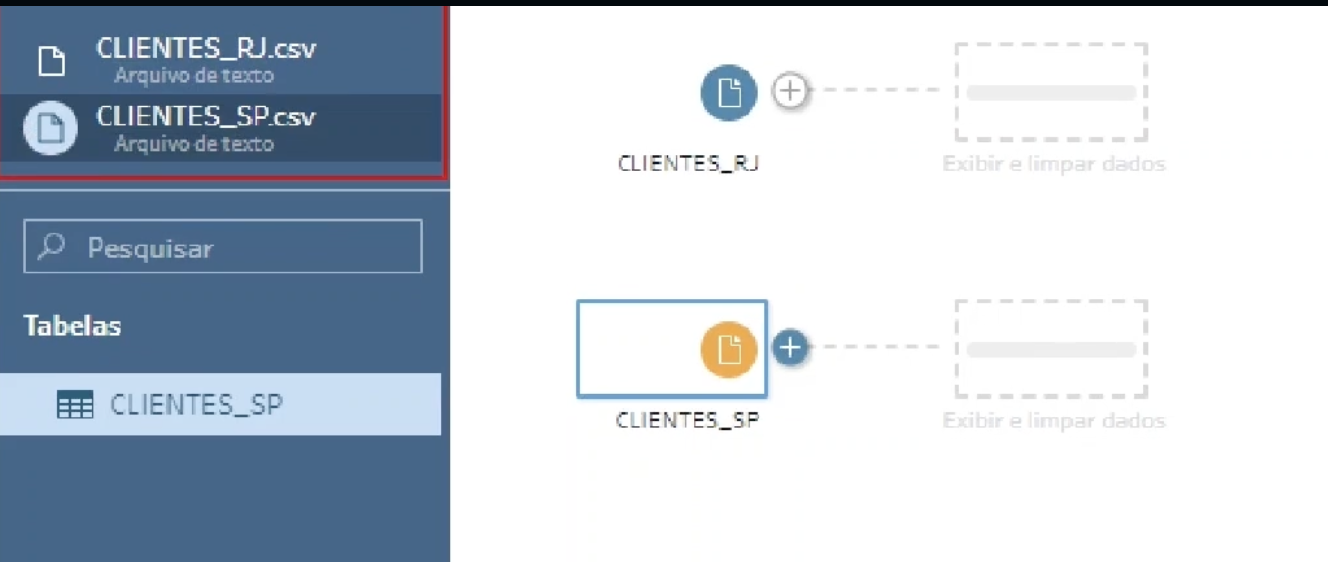 CLIENTES_RJ.csv
Arquivo de texto
CLIENTES_SP.csv
Arquivo de texto
Pesquisar
Tabelas
CLIENTES_SP
CLIENTES_RJ
Exibir e limpar dados
CLIENTES_SP
Exibir e limpar dados